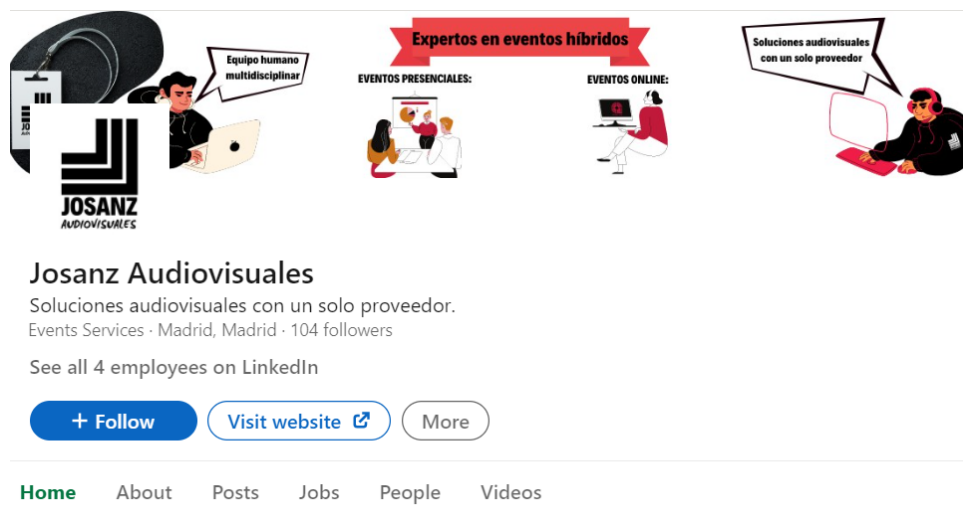 Expertos en eventos híbridos
Equipo humano
multidisciplinar
EVENTOS PRESENCIALES:
EVENTOS ONLINE:
Soluciones audiovisuales
con un solo proveedor
JOSANZ
AUDIOVISUALES
Josanz Audiovisuales
Soluciones audiovisuales con un solo proveedor.
Events Services · Madrid, Madrid · 104 followers
See all 4 employees on LinkedIn
+ Follow
Visit website
More
Home
About
Posts
Jobs
People
Videos